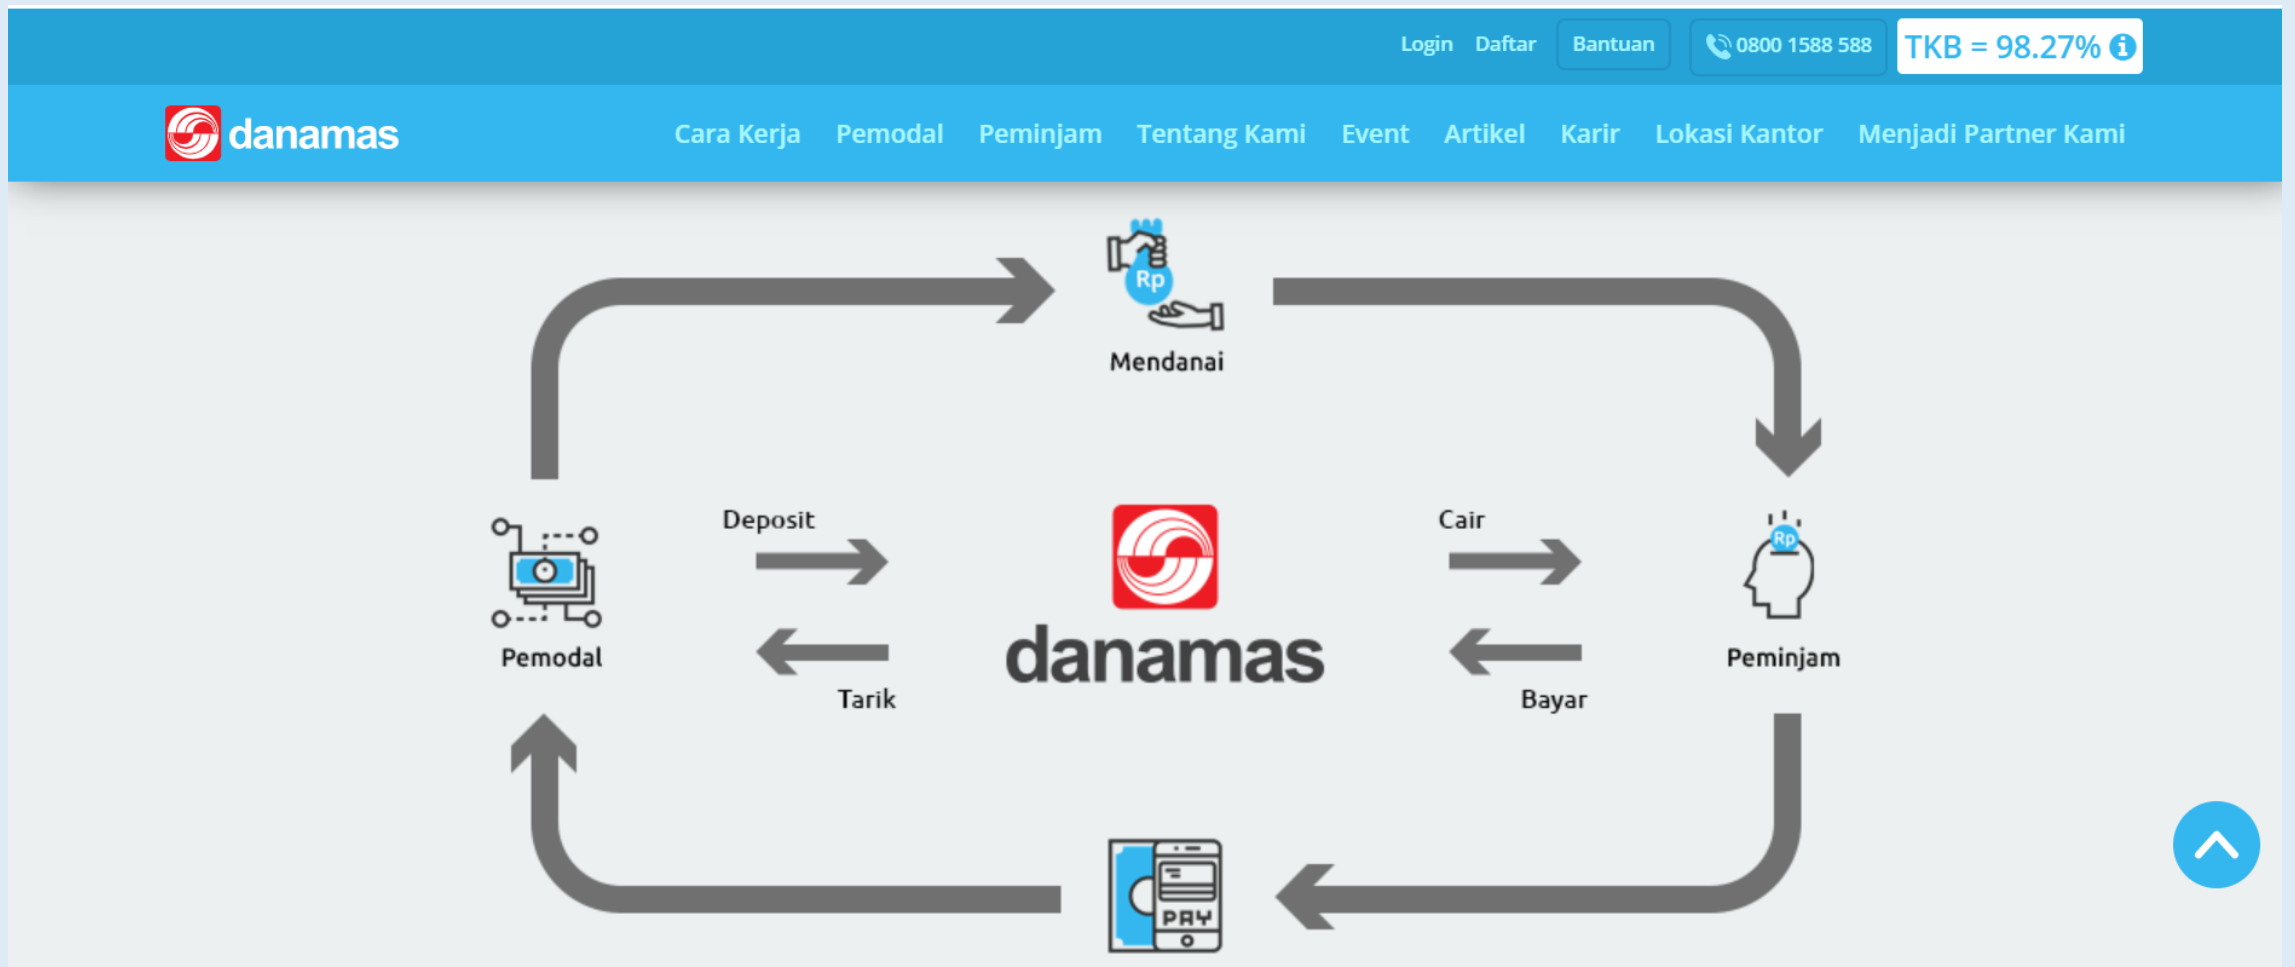 Login Daftar Bantuan 0800 1588 588 TKB = 98.27%
danamas Cara Kerja Pemodal Peminjam Tentang Kami Event Artikel Karir Lokasi Kantor Menjadi Partner Kami
Rp
Mendanai
Deposit
Cair
Rp
danamas
Pemodal
Peminjam
Tarik
Bayar
PAY